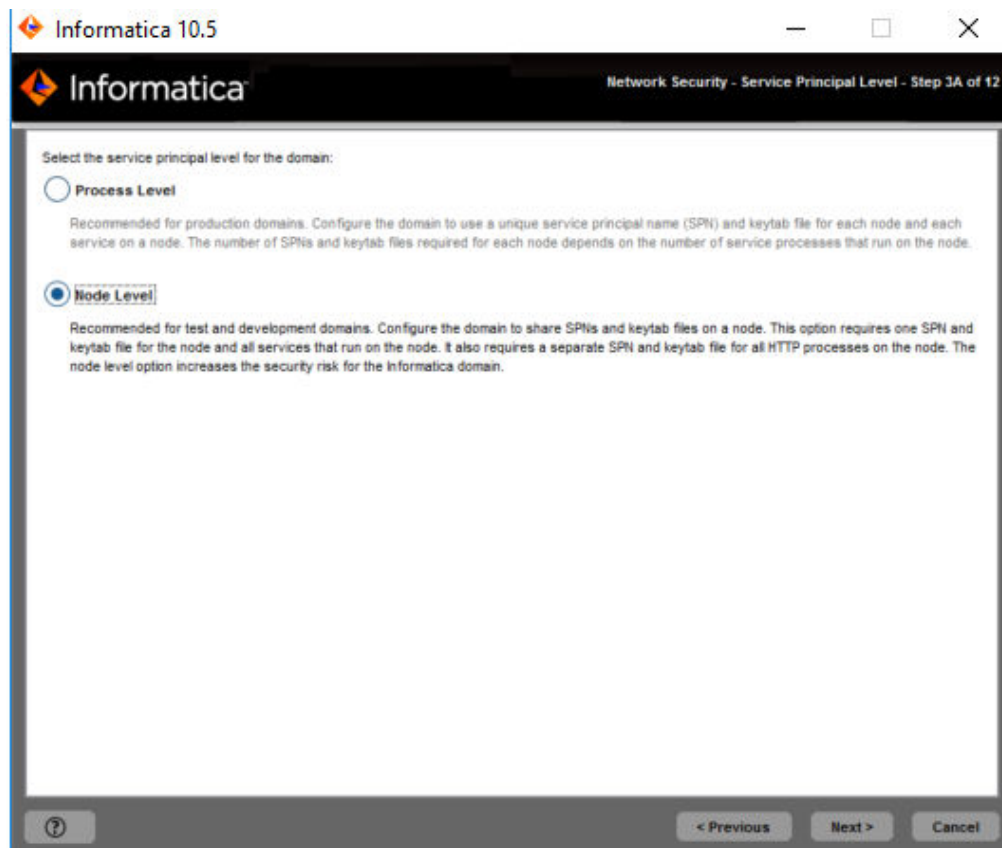 Informatica 10.5
Informatica
Network Security - Service Principal Level - Step 3A of 12
Select the service principal level for the domain:
Process Level
Recommended for production domains. Configure the domain to use a unique service principal name (SPN) and keytab file for each node and each
service on a node. The number of SPNs and keytab files required for each node depends on the number of service processes that run on the node.
Node Level
Recommended for test and development domains. Configure the domain to share SPNs and keytab files on a node. This option requires one SPN and
keytab file for the node and all services that run on the node. It also requires a separate SPN and keytab file for all HTTP processes on the node. The
node level option increases the security risk for the Informatica domain.
?
< Previous
Next >
Cancel